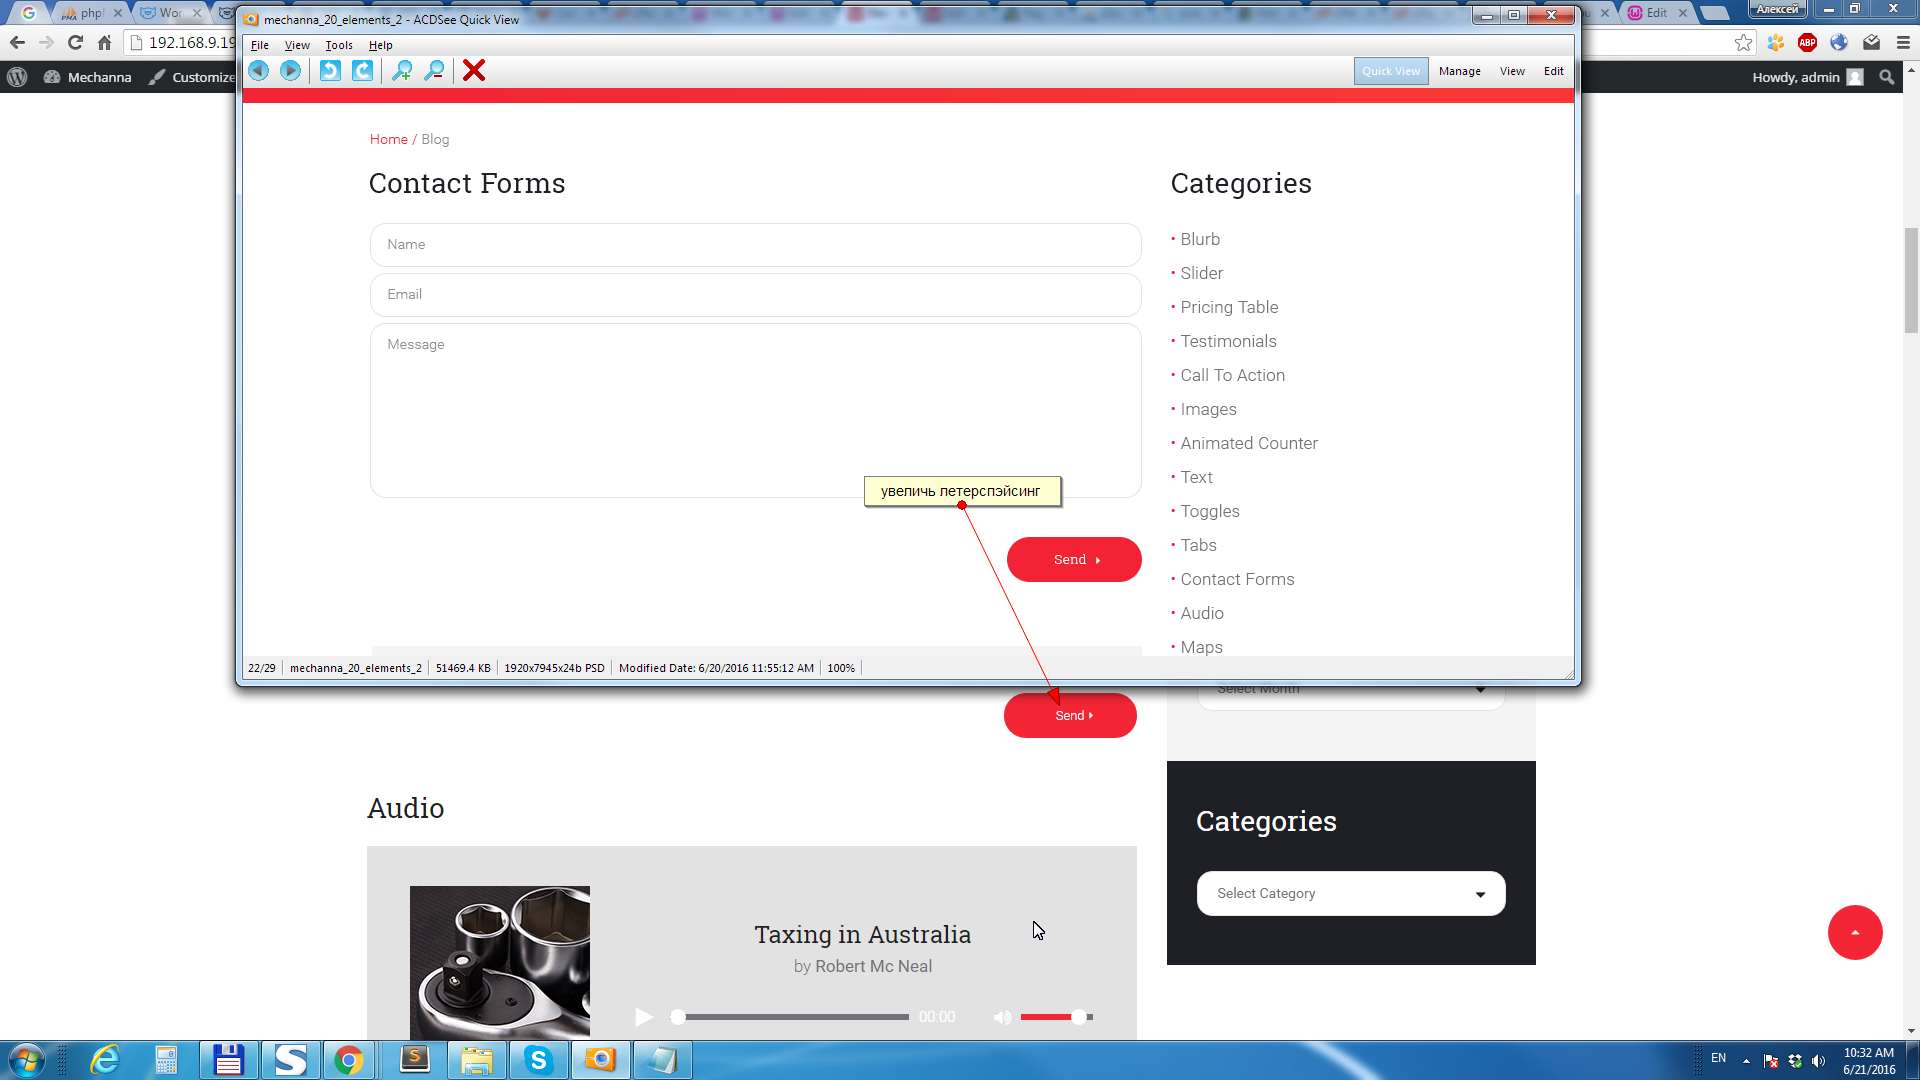 mechanna_20_elements_2 - ACDSee Quick View
Алексей
php
Wor
Edit
192.168.9.19
File View Tools Help
Quick View Manage View Edit
Mechanna
Customize
Howdy, admin
Home / Blog
Contact Forms
Name
Email
Message
увеличь летерспэйсинг
Send
Categories
• Blurb
• Slider
• Pricing Table
• Testimonials
• Call To Action
• Images
• Animated Counter
• Text
• Toggles
• Tabs
• Contact Forms
• Audio
• Maps
22/29 mechanna_20_elements_2 51469.4 KB 1920x7945x24b PSD Modified Date: 6/20/2016 11:55:12 AM 100%
Select Month
Send
Audio
Taxing in Australia
by Robert Mc Neal
00:00
Categories
Select Category
EN
10:32 AM
6/21/2016